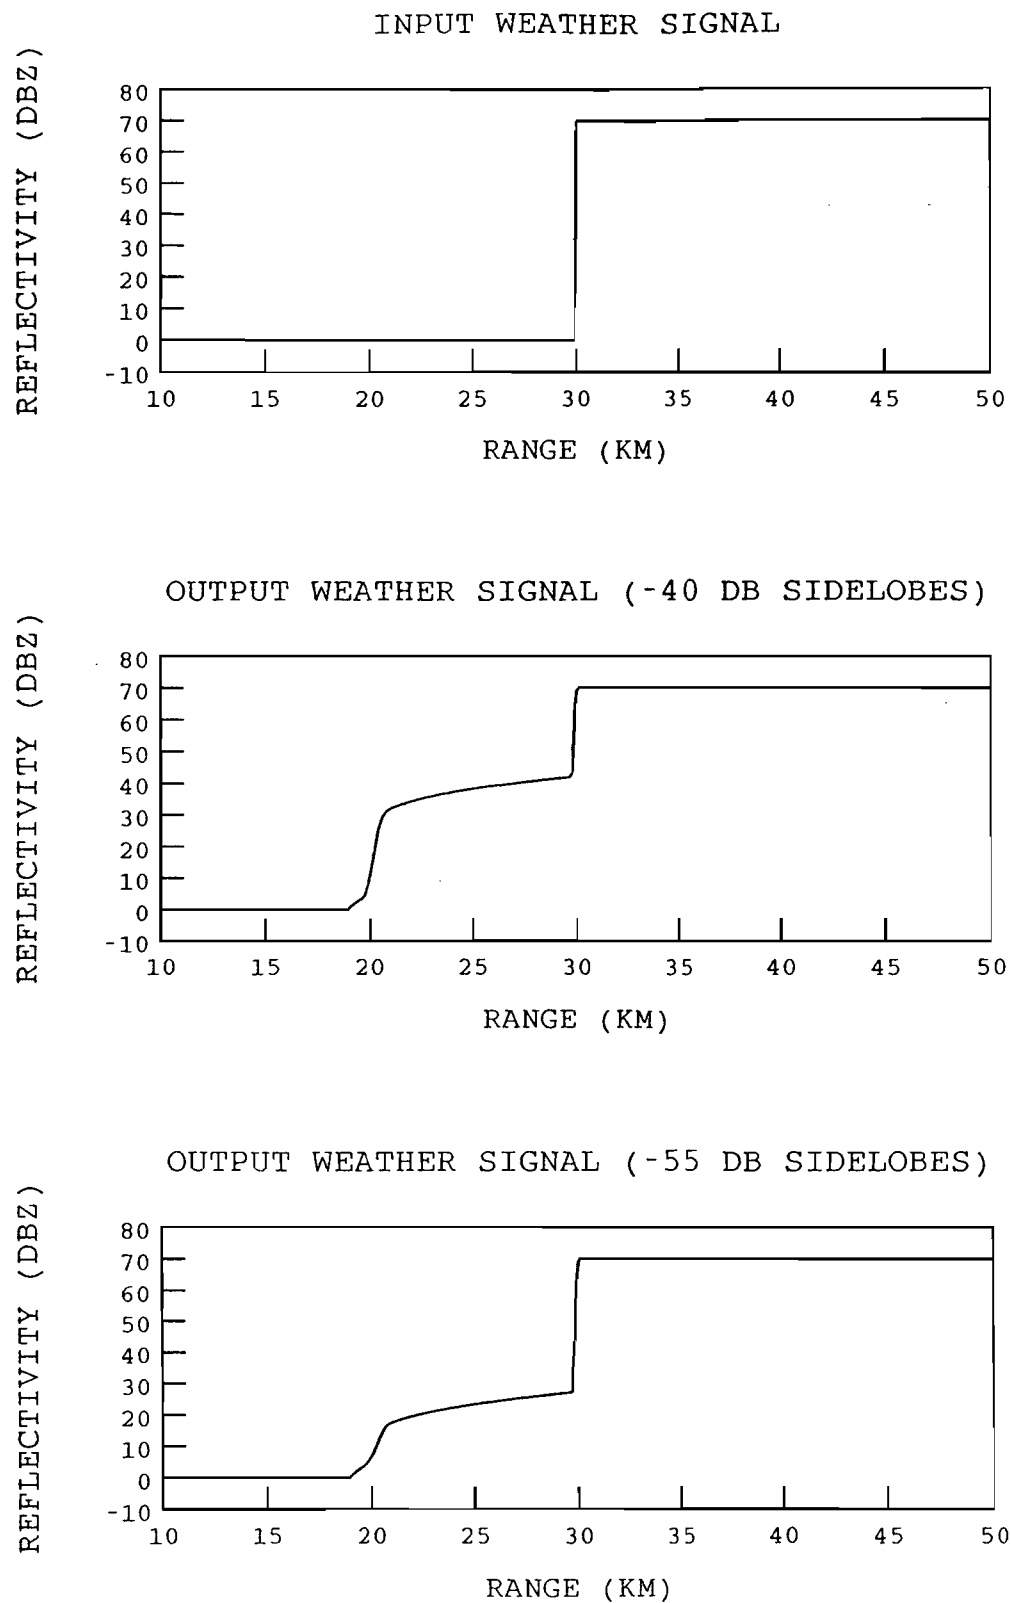 INPUT WEATHER SIGNAL
REFLECTIVITY (DBZ)
80
70
60
50
40
30
20
10
0
-10
10 15 20 25 30 35 40 45 50
RANGE (KM)
OUTPUT WEATHER SIGNAL (-40 DB SIDELOBES)
REFLECTIVITY (DBZ)
80
70
60
50
40
30
20
10
0
-10
10 15 20 25 30 35 40 45 50
RANGE (KM)
OUTPUT WEATHER SIGNAL (-55 DB SIDELOBES)
REFLECTIVITY (DBZ)
80
70
60
50
40
30
20
10
0
-10
10 15 20 25 30 35 40 45 50
RANGE (KM)